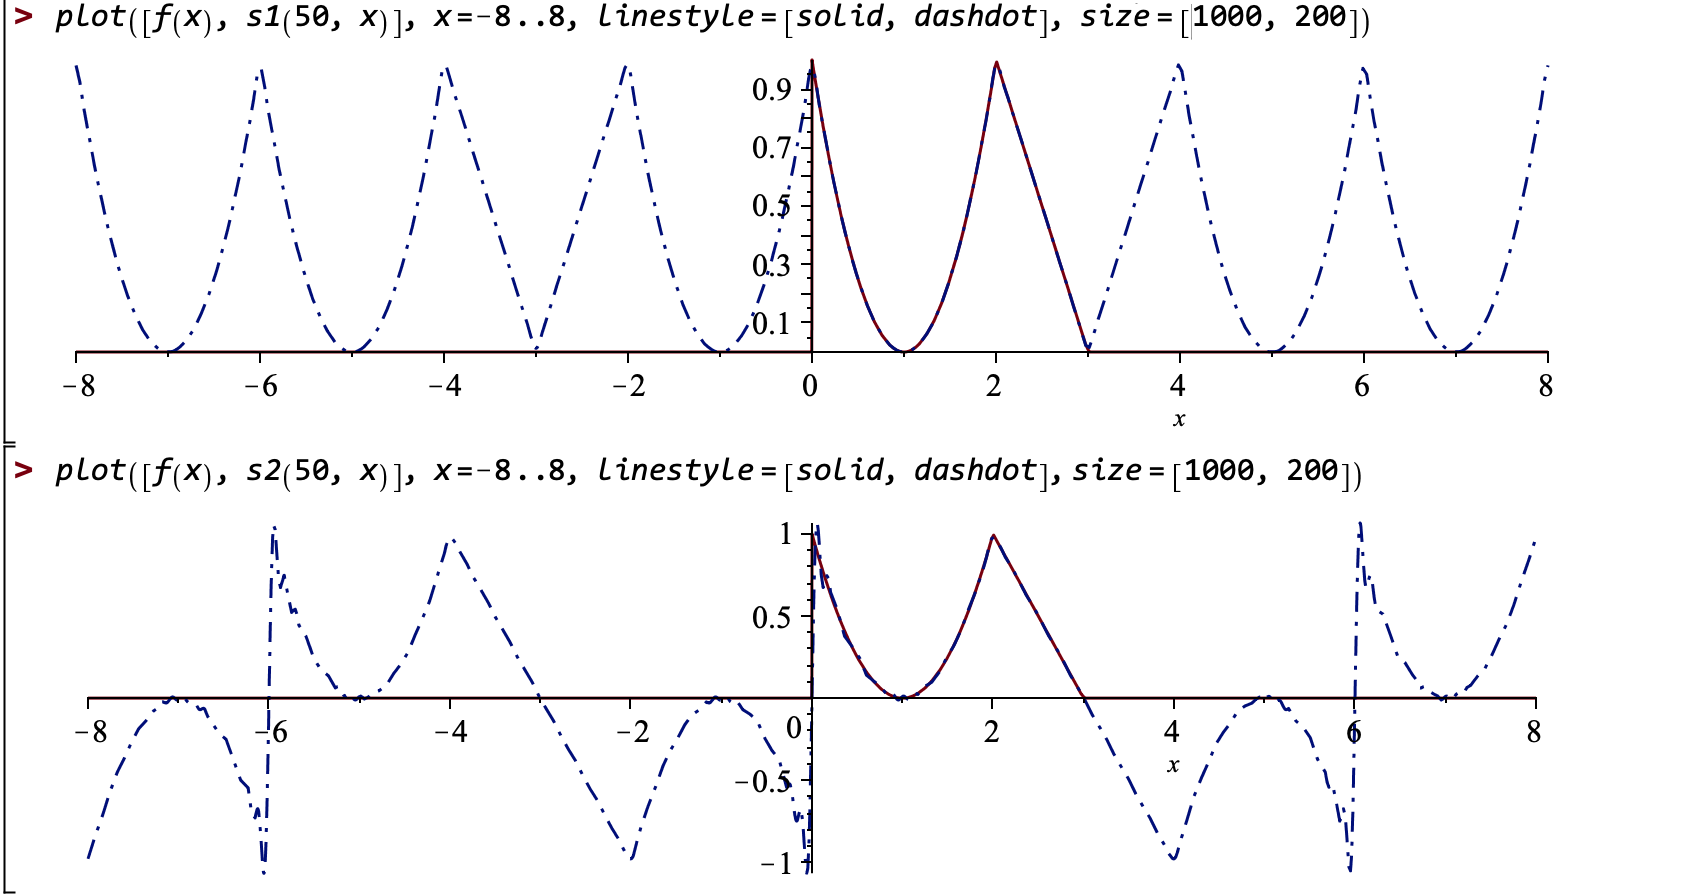 > plot([f(x), s1(50, x)], x=-8..8, linestyle=[solid, dashdot], size=[1000, 200])
0.9
0.7
0.5
0.3
0.1
-8 -6 -4 -2 0 2 4 6 8
x
> plot([f(x), s2(50, x)], x=-8..8, linestyle=[solid, dashdot], size=[1000, 200])
1
0.5
-8 -6 -4 -2 0 2 4 6 8
x
-0.5
-1